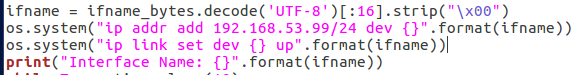 ifname = ifname_bytes.decode('UTF-8')[:16].strip("\x00")
os.system("ip addr add 192.168.53.99/24 dev {}".format(ifname))
os.system("ip link set dev {} up".format(ifname))
print("Interface Name: {}".format(ifname))